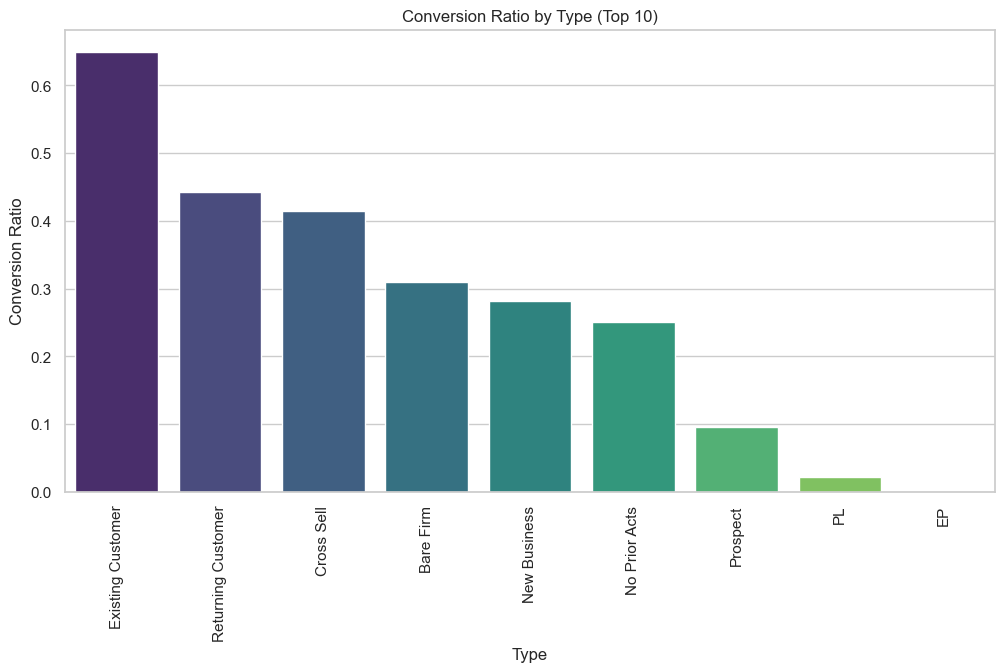 Conversion Ratio by Type (Top 10)
Conversion Ratio
0.6
0.5
0.4
0.3
0.2
0.1
0.0
Existing Customer
Returning Customer
Cross Sell
Bare Firm
New Business
No Prior Acts
Prospect
PL
EP
Type